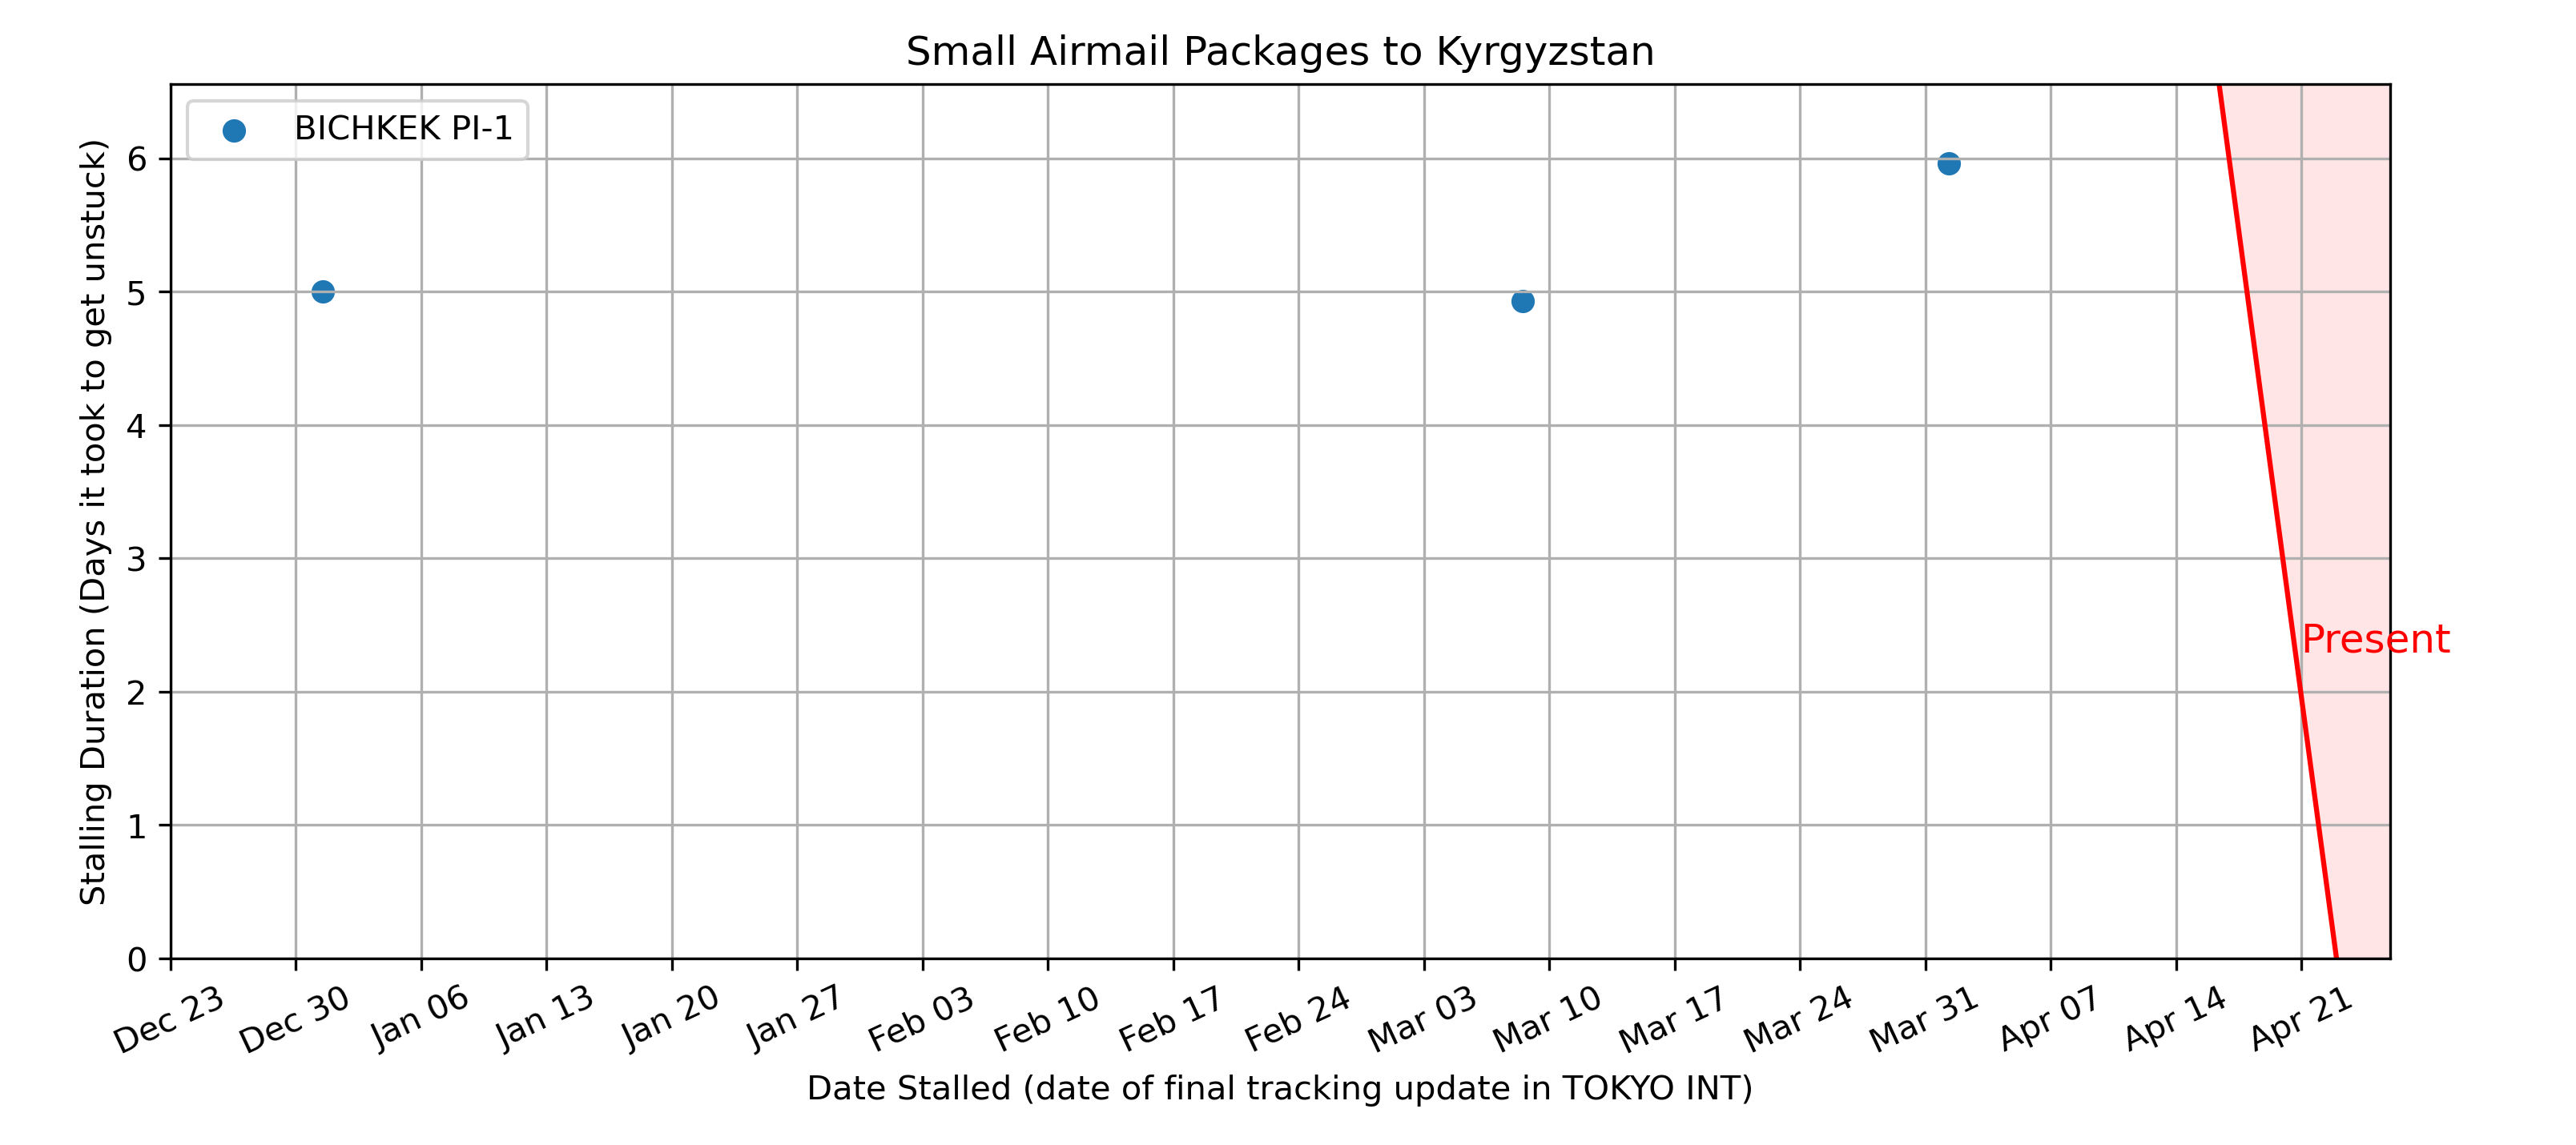 Small Airmail Packages to Kyrgyzstan
BICHKEK PI-1
Stalling Duration (Days it took to get unstuck)
6
5
4
3
2
1
0
Present
Dec 23
Dec 30
Jan 06
Jan 13
Jan 20
Jan 27
Feb 03
Feb 10
Feb 17
Feb 24
Mar 03
Mar 10
Mar 17
Mar 24
Mar 31
Apr 07
Apr 14
Apr 21
Date Stalled (date of final tracking update in TOKYO INT)